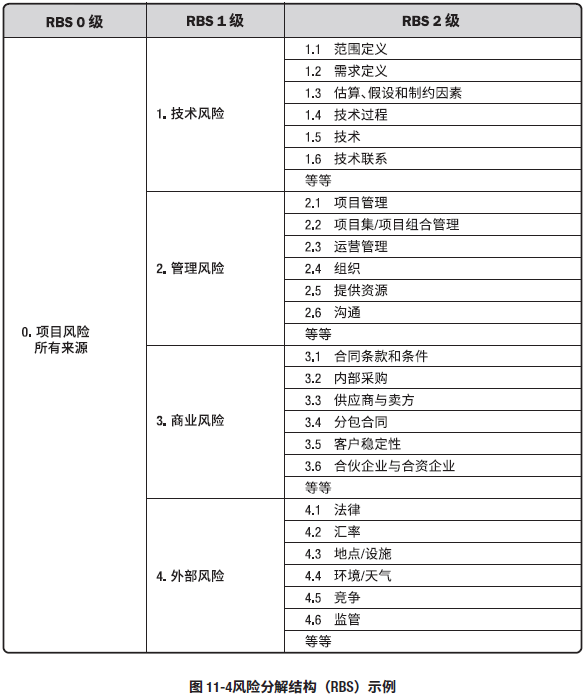 RBS 0 级
RBS 1 级
RBS 2 级
0. 项目风险
所有来源
1. 技术风险
1.1 范围定义
1.2 需求定义
1.3 估算、假设和制约因素
1.4 技术过程
1.5 技术
1.6 技术联系
等等
2. 管理风险
2.1 项目管理
2.2 项目集/项目组合管理
2.3 运营管理
2.4 组织
2.5 提供资源
2.6 沟通
等等
3. 商业风险
3.1 合同条款和条件
3.2 内部采购
3.3 供应商与卖方
3.4 分包合同
3.5 客户稳定性
3.6 合伙企业与合资企业
等等
4. 外部风险
4.1 法律
4.2 汇率
4.3 地点/设施
4.4 环境/天气
4.5 竞争
4.6 监管
等等
图 11-4风险分解结构（RBS）示例